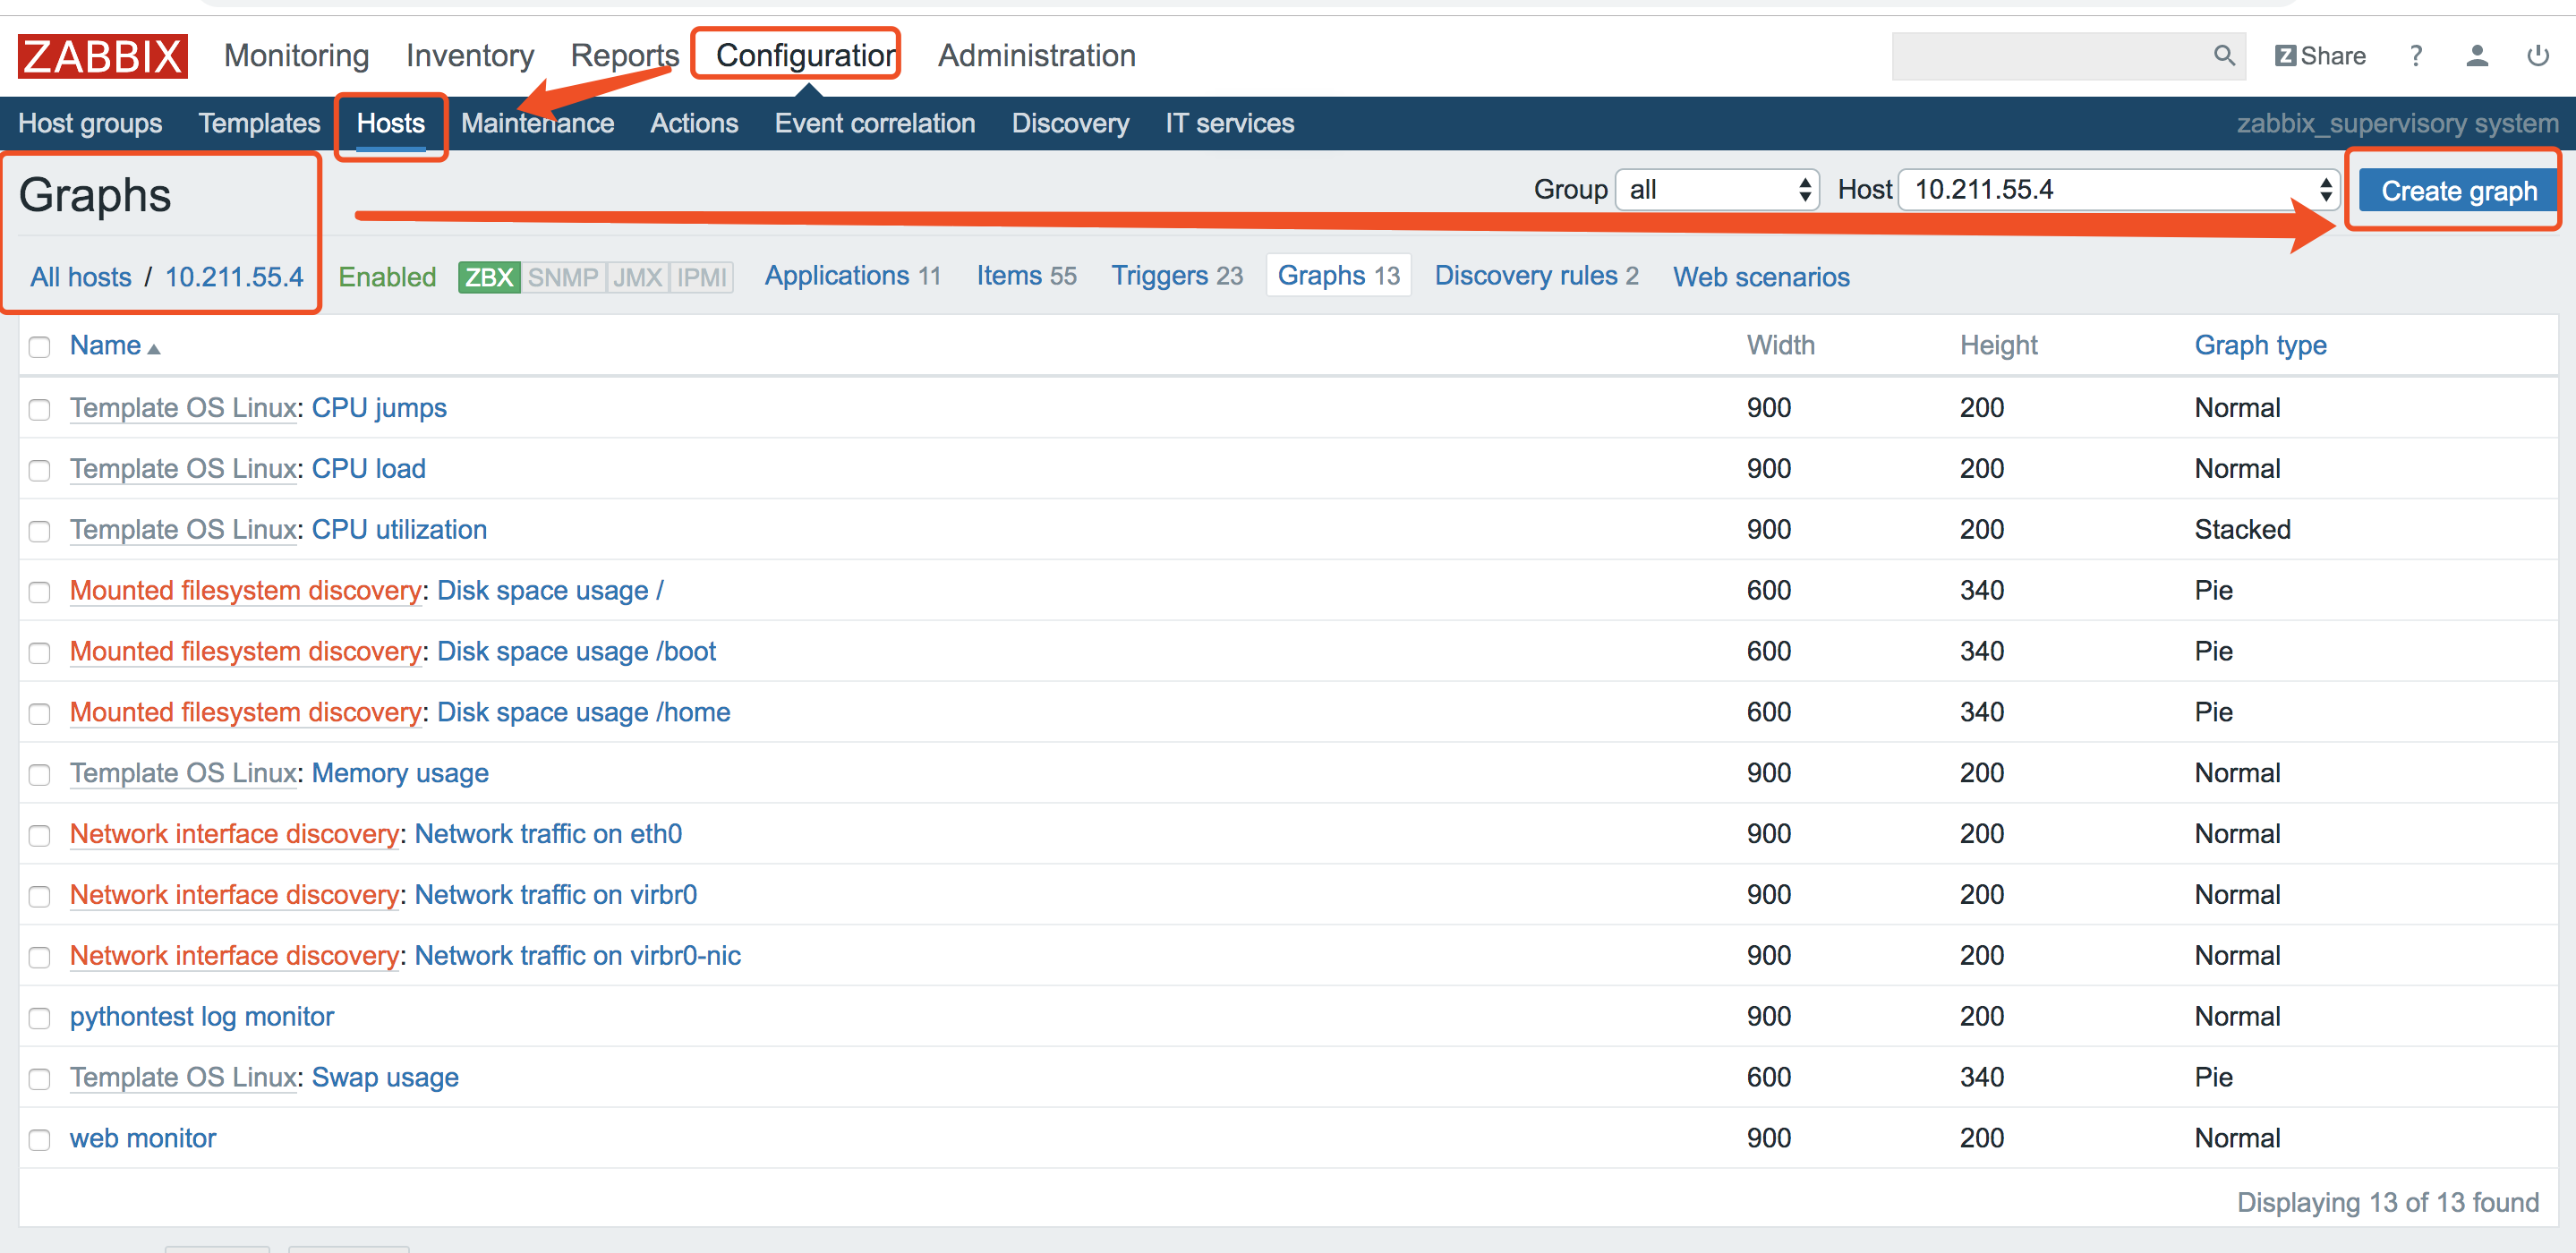 ZABBIX Monitoring Inventory Reports Configuration Administration Z Share ?
Host groups Templates Hosts Maintenance Actions Event correlation Discovery IT services zabbix_supervisory system
Graphs Group all Host 10.211.55.4 Create graph
All hosts / 10.211.55.4 Enabled ZBX SNMP JMX IPMI Applications 11 Items 55 Triggers 23 Graphs 13 Discovery rules 2 Web scenarios
Name Width Height Graph type
Template OS Linux: CPU jumps 900 200 Normal
Template OS Linux: CPU load 900 200 Normal
Template OS Linux: CPU utilization 900 200 Stacked
Mounted filesystem discovery: Disk space usage / 600 340 Pie
Mounted filesystem discovery: Disk space usage /boot 600 340 Pie
Mounted filesystem discovery: Disk space usage /home 600 340 Pie
Template OS Linux: Memory usage 900 200 Normal
Network interface discovery: Network traffic on eth0 900 200 Normal
Network interface discovery: Network traffic on virbr0 900 200 Normal
Network interface discovery: Network traffic on virbr0-nic 900 200 Normal
pythontest log monitor 900 200 Normal
Template OS Linux: Swap usage 600 340 Pie
web monitor 900 200 Normal
Displaying 13 of 13 found